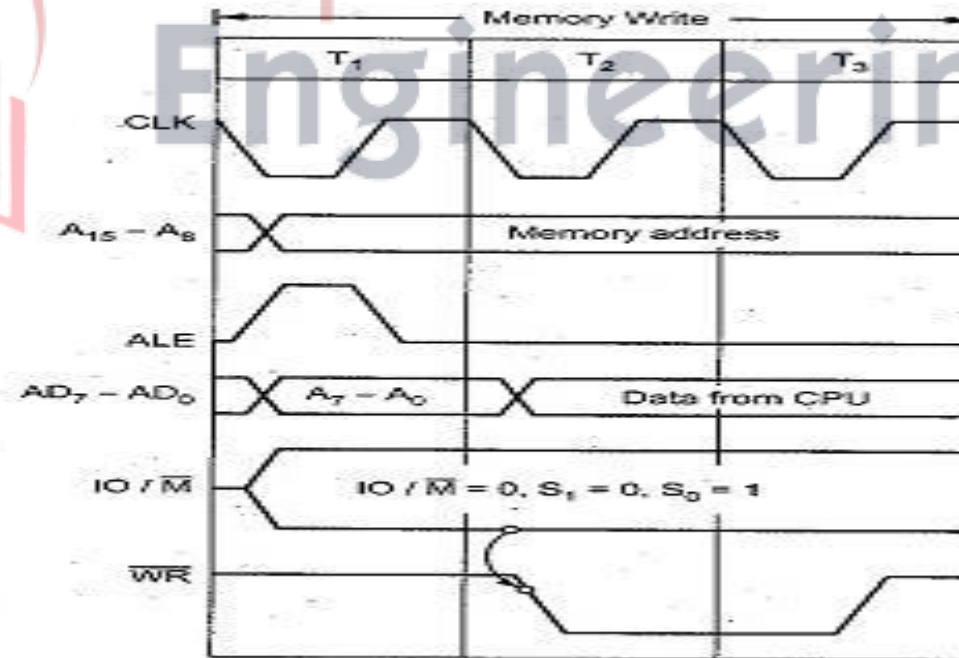 Memory Write
T₁ T₂ T₃
Engineerin
CLK
A₁₅ – A₈ Memory address
ALE
AD₇ – AD₀ A₇ – A₀ Data from CPU
IO / M̅ IO / M̅ = 0, S₁ = 0, S₀ = 1
W̅R̅